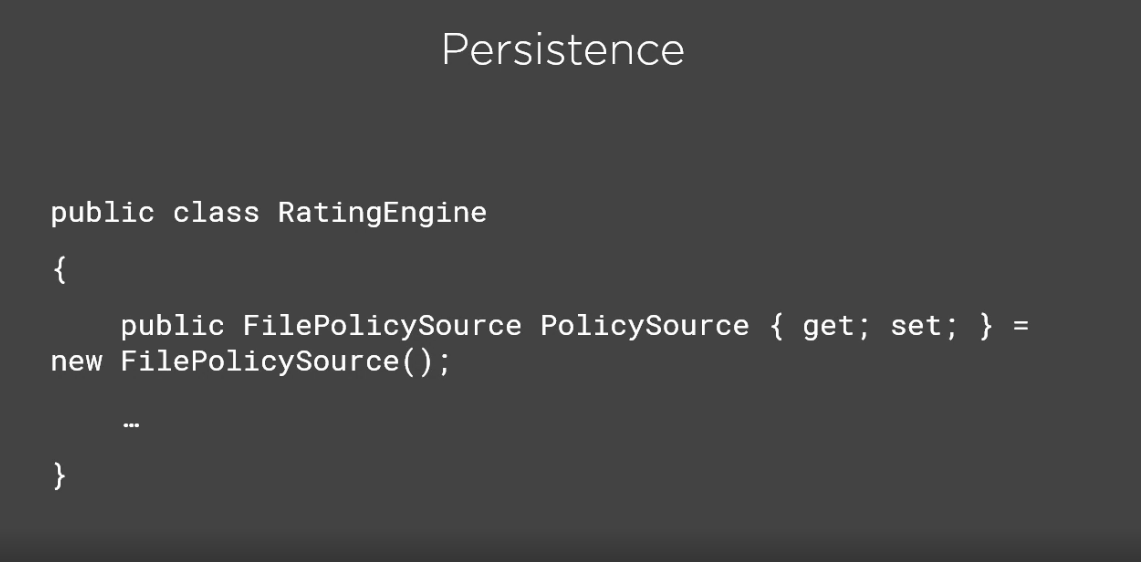 Persistence
public class RatingEngine
{
    public FilePolicySource PolicySource { get; set; } =
new FilePolicySource();
    …
}